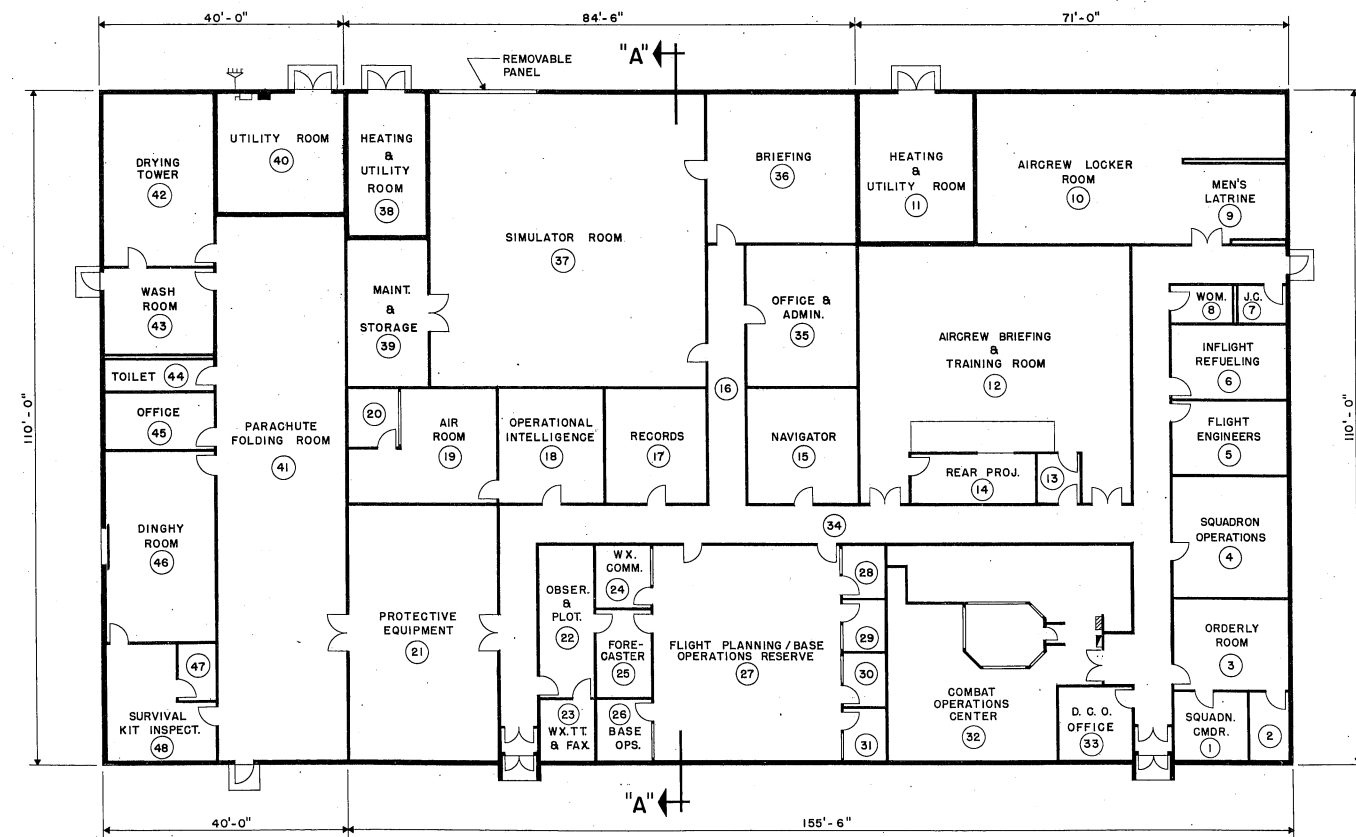 40'-0"
84'-6"
71'-0"
"A"
REMOVABLE
PANEL
110'-0"
110'-0"
DRYING
TOWER
42
UTILITY ROOM
40
HEATING
&
UTILITY
ROOM
38
SIMULATOR ROOM
37
BRIEFING
36
HEATING
&
UTILITY ROOM
11
AIRCREW LOCKER
ROOM
10
MEN'S
LATRINE
9
WASH
ROOM
43
MAINT.
&
STORAGE
39
OFFICE &
ADMIN.
35
AIRCREW BRIEFING
&
TRAINING ROOM
12
WOM.
8
J.C.
7
INFLIGHT
REFUELING
6
TOILET 44
OFFICE
45
PARACHUTE
FOLDING ROOM
41
20
AIR
ROOM
19
OPERATIONAL
INTELLIGENCE
18
RECORDS
17
16
NAVIGATOR
15
REAR PROJ.
14
13
FLIGHT
ENGINEERS
5
DINGHY
ROOM
46
34
SQUADRON
OPERATIONS
4
PROTECTIVE
EQUIPMENT
21
OBSER.
&
PLOT.
22
WX.
COMM.
24
FORE-
CASTER
25
FLIGHT PLANNING/BASE
OPERATIONS RESERVE
27
28
29
30
31
COMBAT
OPERATIONS
CENTER
32
ORDERLY
ROOM
3
47
SURVIVAL
KIT INSPECT.
48
23
WX.TT.
& FAX.
26
BASE
OPS.
D. C. O.
OFFICE
33
SQUADN.
CMDR.
1
2
"A"
40'-0"
155'-6"